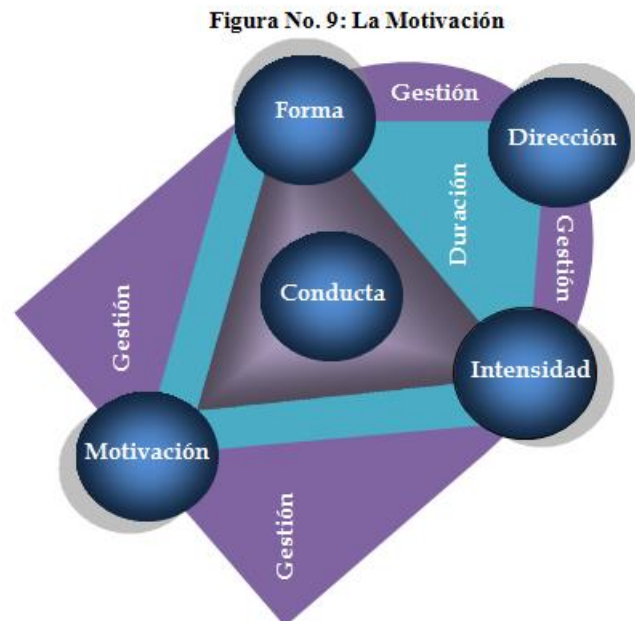 Figura No. 9: La Motivación
Gestión
Forma
Dirección
Duración
Gestión
Conducta
Gestión
Intensidad
Motivación
Gestión